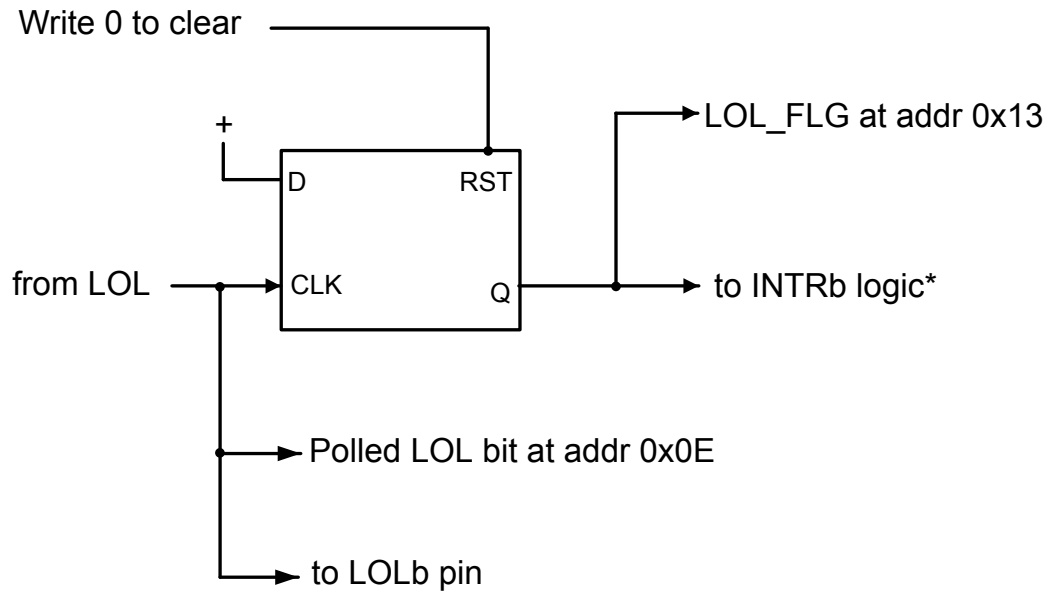 Write 0 to clear
LOL_FLG at addr 0x13
+
D
RST
from LOL
CLK
Q
to INTRb logic*
Polled LOL bit at addr 0x0E
to LOLb pin